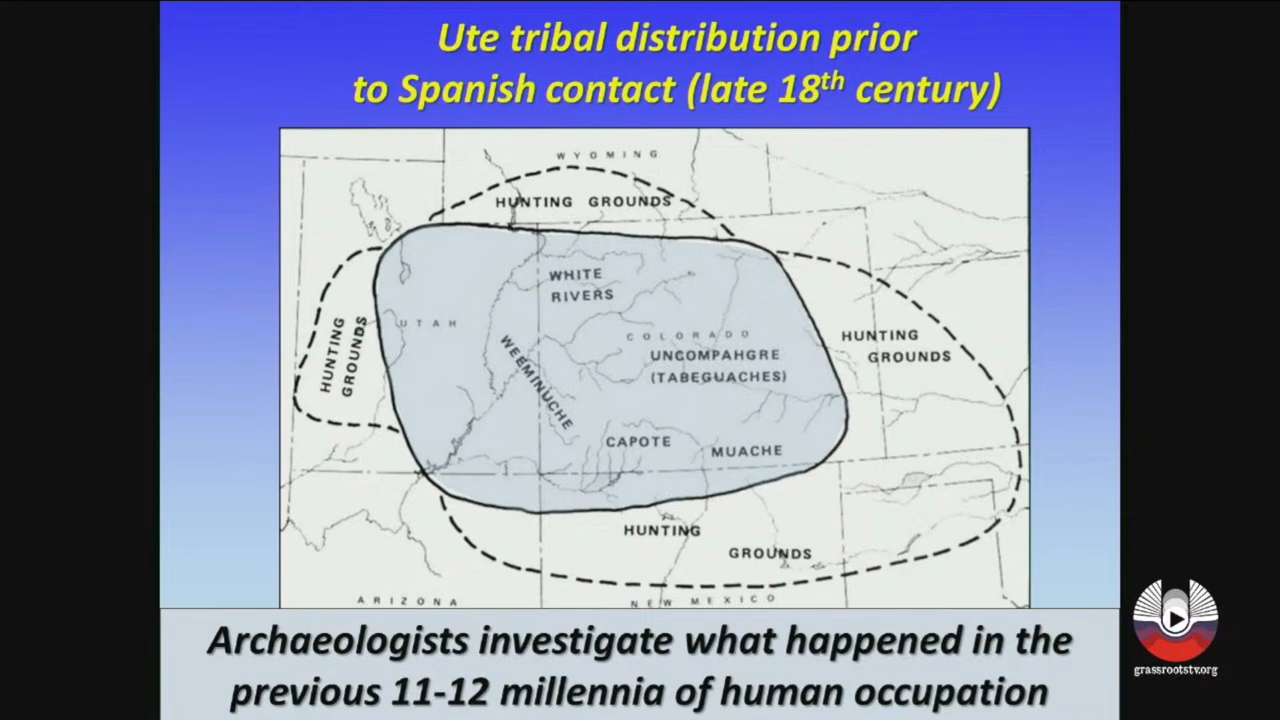 Ute tribal distribution prior
to Spanish contact (late 18th century)
WYOMING
HUNTING GROUNDS
WHITE
RIVERS
UTAH
COLORADO
HUNTING
GROUNDS
HUNTING
GROUNDS
WEEMINUCHE
UNCOMPAHGRE
(TABEGUACHES)
CAPOTE
MUACHE
HUNTING
GROUNDS
ARIZONA
NEW MEXICO
Archaeologists investigate what happened in the
previous 11-12 millennia of human occupation
grassrootstv.org